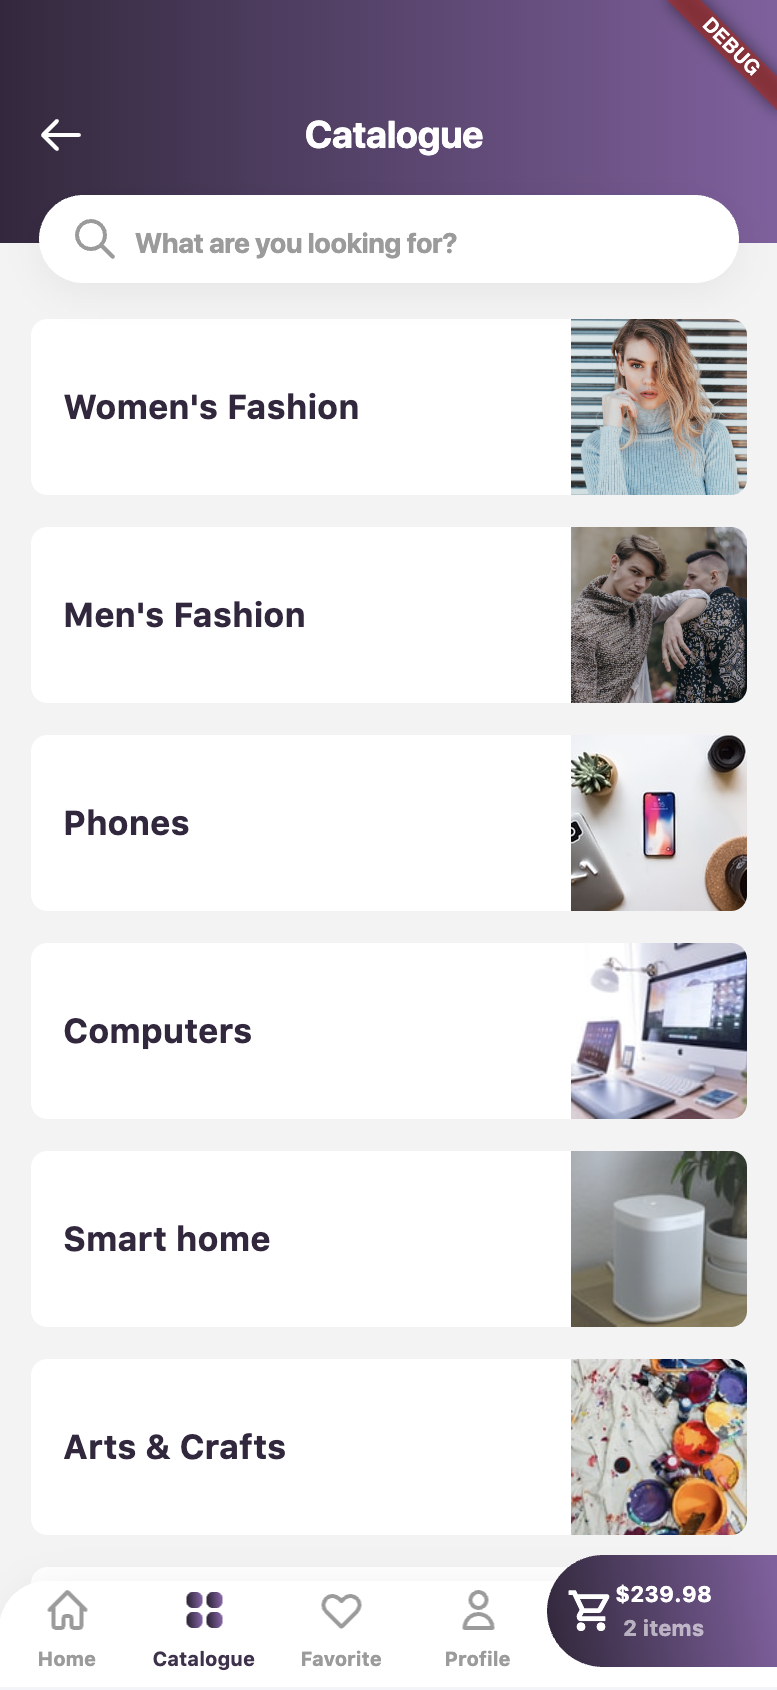 DEBUG
Catalogue
What are you looking for?
Women's Fashion
Men's Fashion
Phones
Computers
Smart home
Arts & Crafts
$239.98
2 items
Home
Catalogue
Favorite
Profile